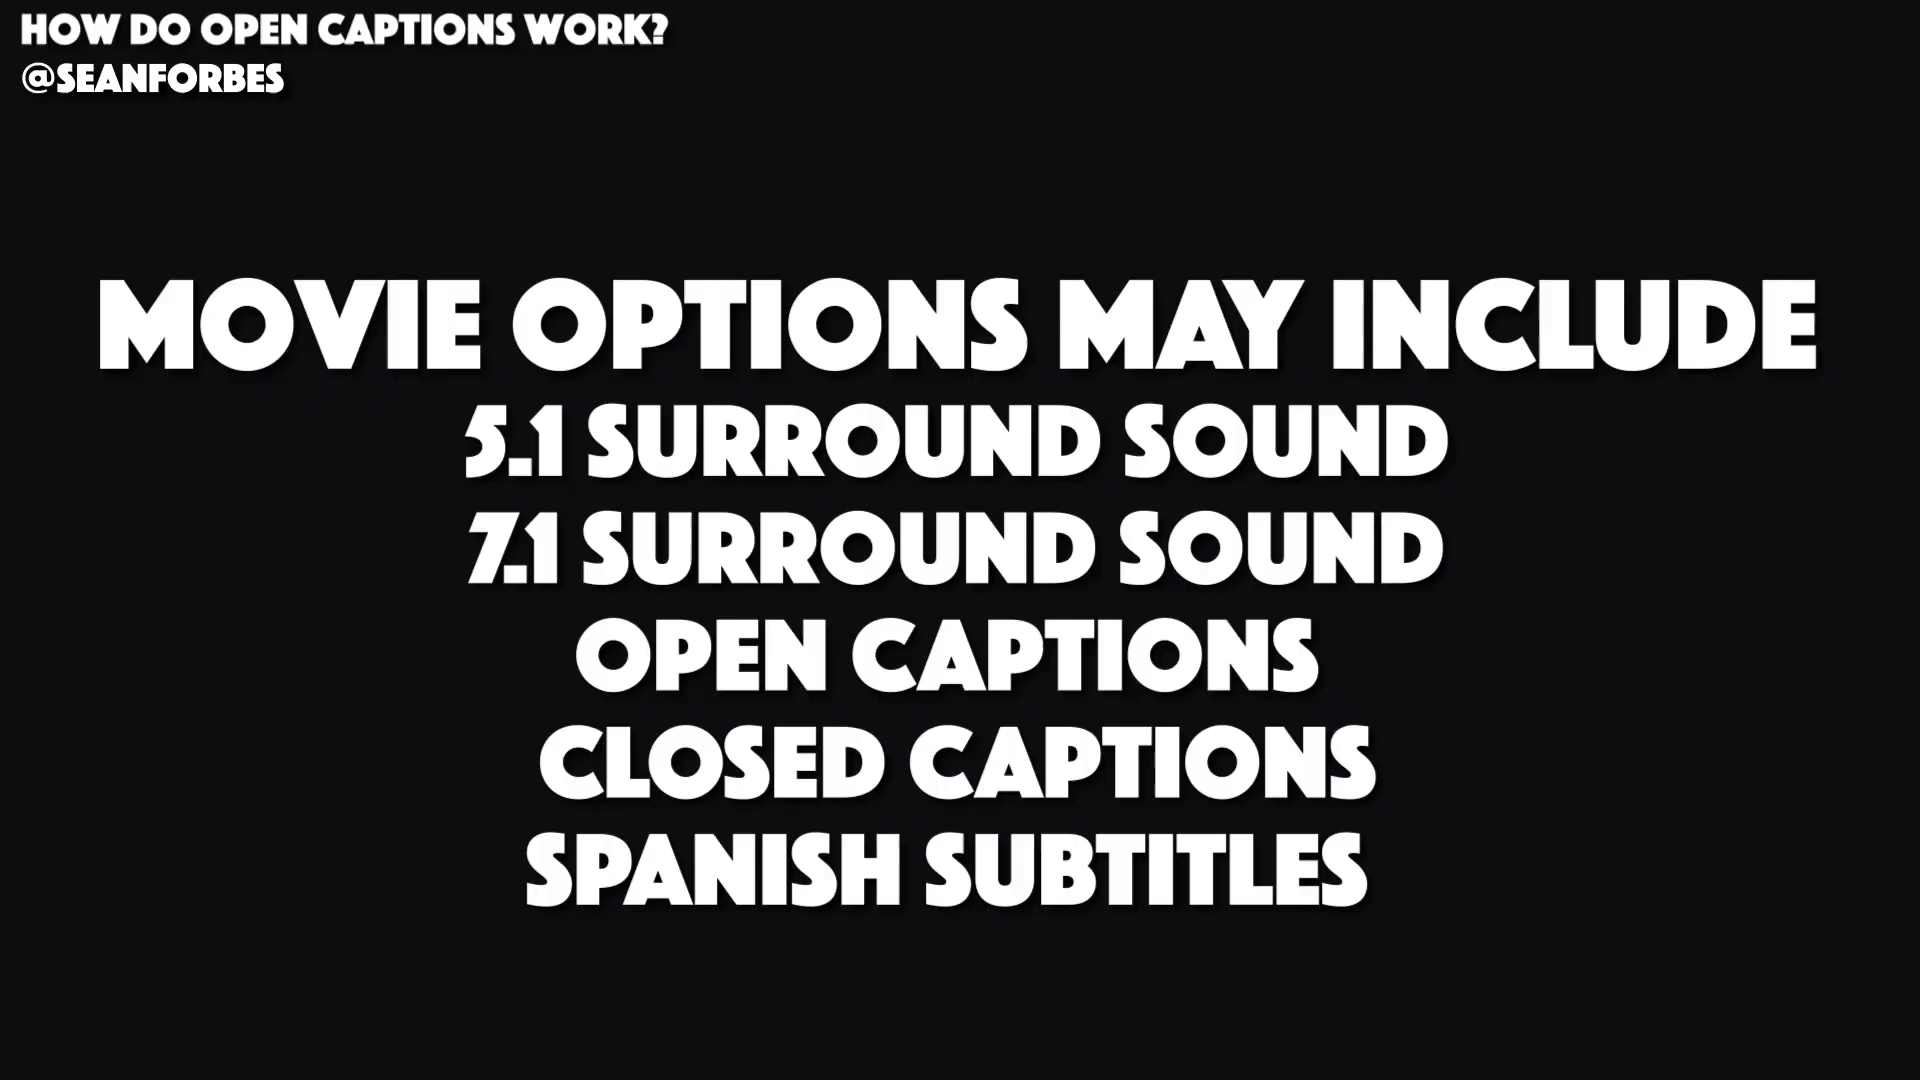 HOW DO OPEN CAPTIONS WORK?
@SEANFORBES
MOVIE OPTIONS MAY INCLUDE
5.1 SURROUND SOUND
7.1 SURROUND SOUND
OPEN CAPTIONS
CLOSED CAPTIONS
SPANISH SUBTITLES